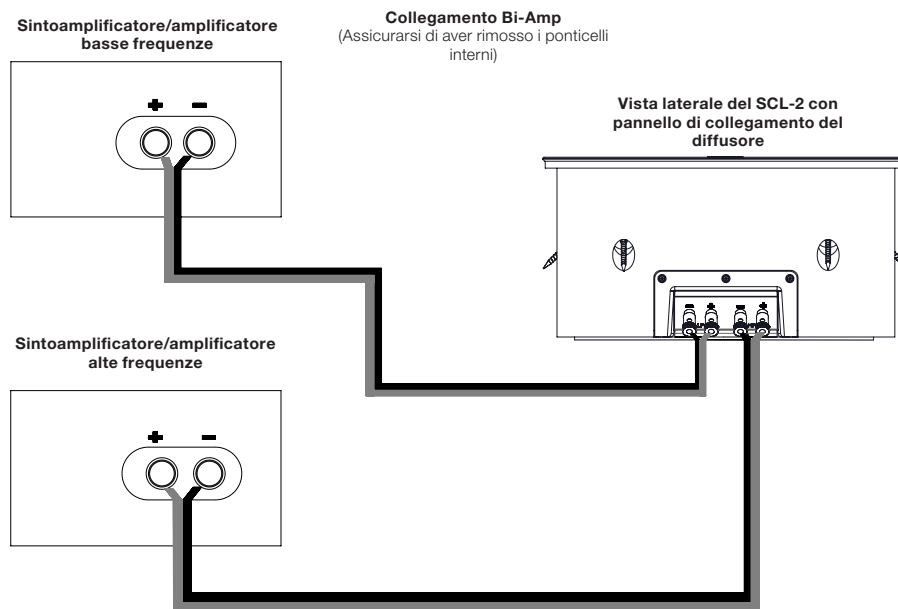 Collegamento Bi-Amp
(Assicurarsi di aver rimosso i ponticelli
interni)
Sintoamplificatore/amplificatore
basse frequenze
+ −
Vista laterale del SCL-2 con
pannello di collegamento del
diffusore
− + − +
Sintoamplificatore/amplificatore
alte frequenze
+ −